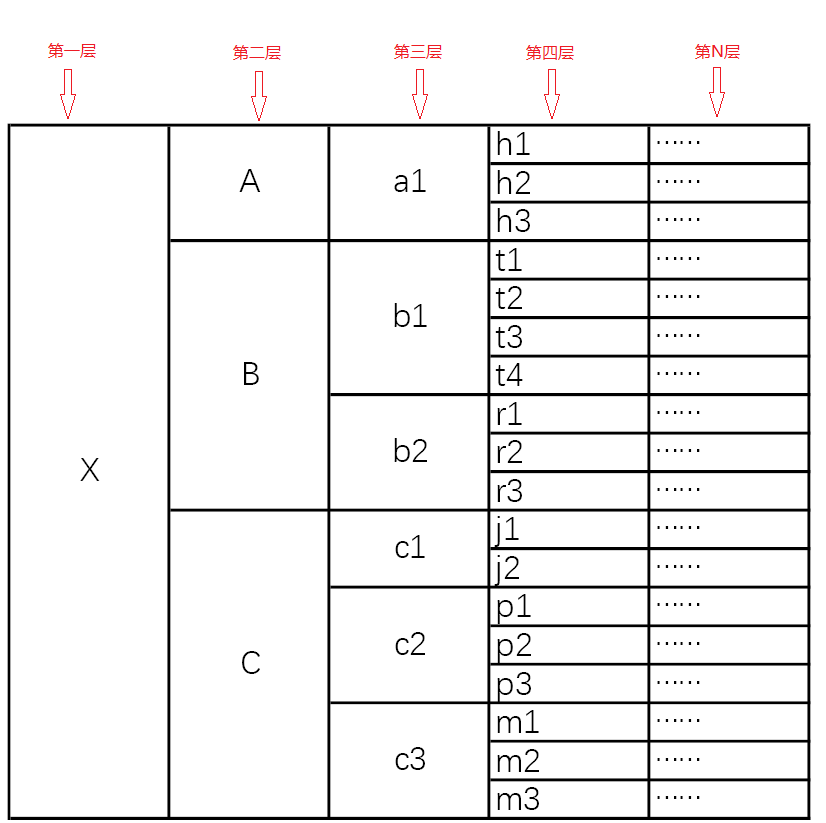 第一层 第二层 第三层 第四层 第N层
X A a1 h1 ……
h2 ……
h3 ……
B b1 t1 ……
t2 ……
t3 ……
t4 ……
b2 r1 ……
r2 ……
r3 ……
C c1 j1 ……
j2 ……
c2 p1 ……
p2 ……
p3 ……
c3 m1 ……
m2 ……
m3 ……